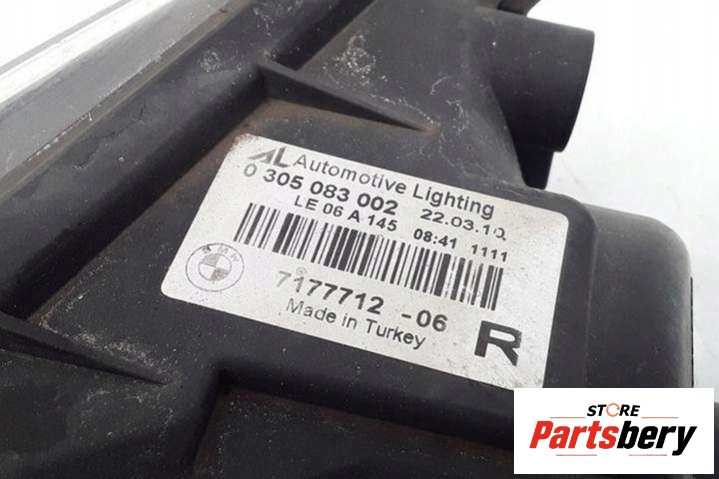 AL Automotive Lighting
0 305 083 002 22.03.10
LE 06 A 145 08:41 1111
7177712 - 06
Made in Turkey
R
STORE
Partsbery